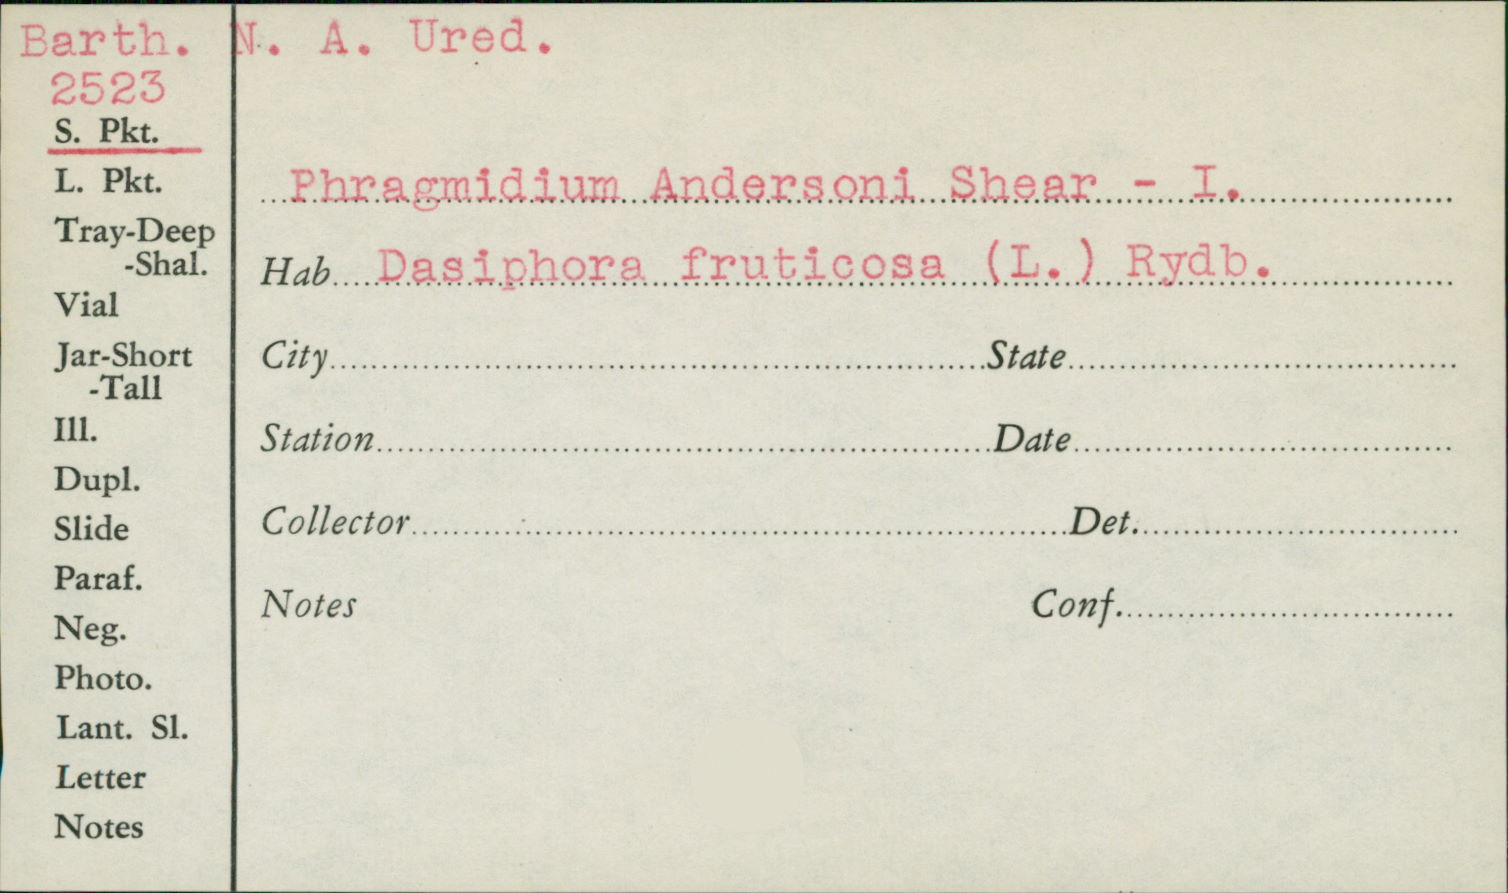 Barth. N. A. Ured.
2523
S. Pkt.
L. Pkt.
Tray-Deep
-Shal.
Vial
Jar-Short
-Tall
Ill.
Dupl.
Slide
Paraf.
Neg.
Photo.
Lant. Sl.
Letter
Notes
Phragmidium Andersoni Shear - I.
Hab. Dasiphora fruticosa (L.) Rydb.
City State
Station Date
Collector Det.
Notes Conf.